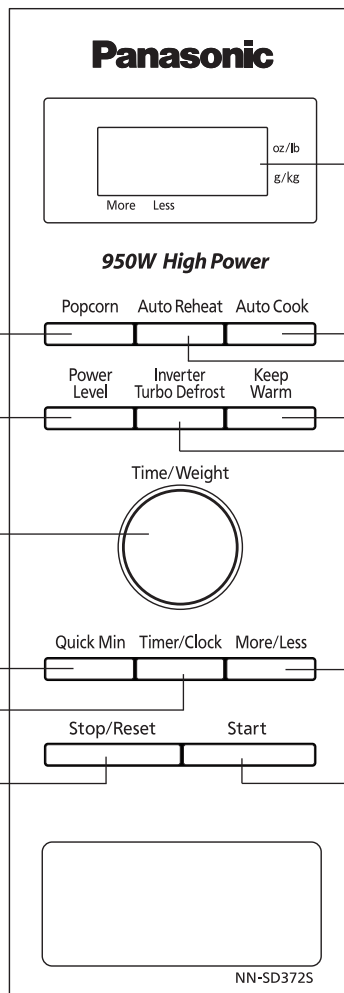 Panasonic
oz/lb
g/kg
More Less
950W High Power
Popcorn Auto Reheat Auto Cook
Power Level
Inverter Turbo Defrost
Keep Warm
Time/Weight
Quick Min Timer/Clock More/Less
Stop/Reset Start
NN-SD372S